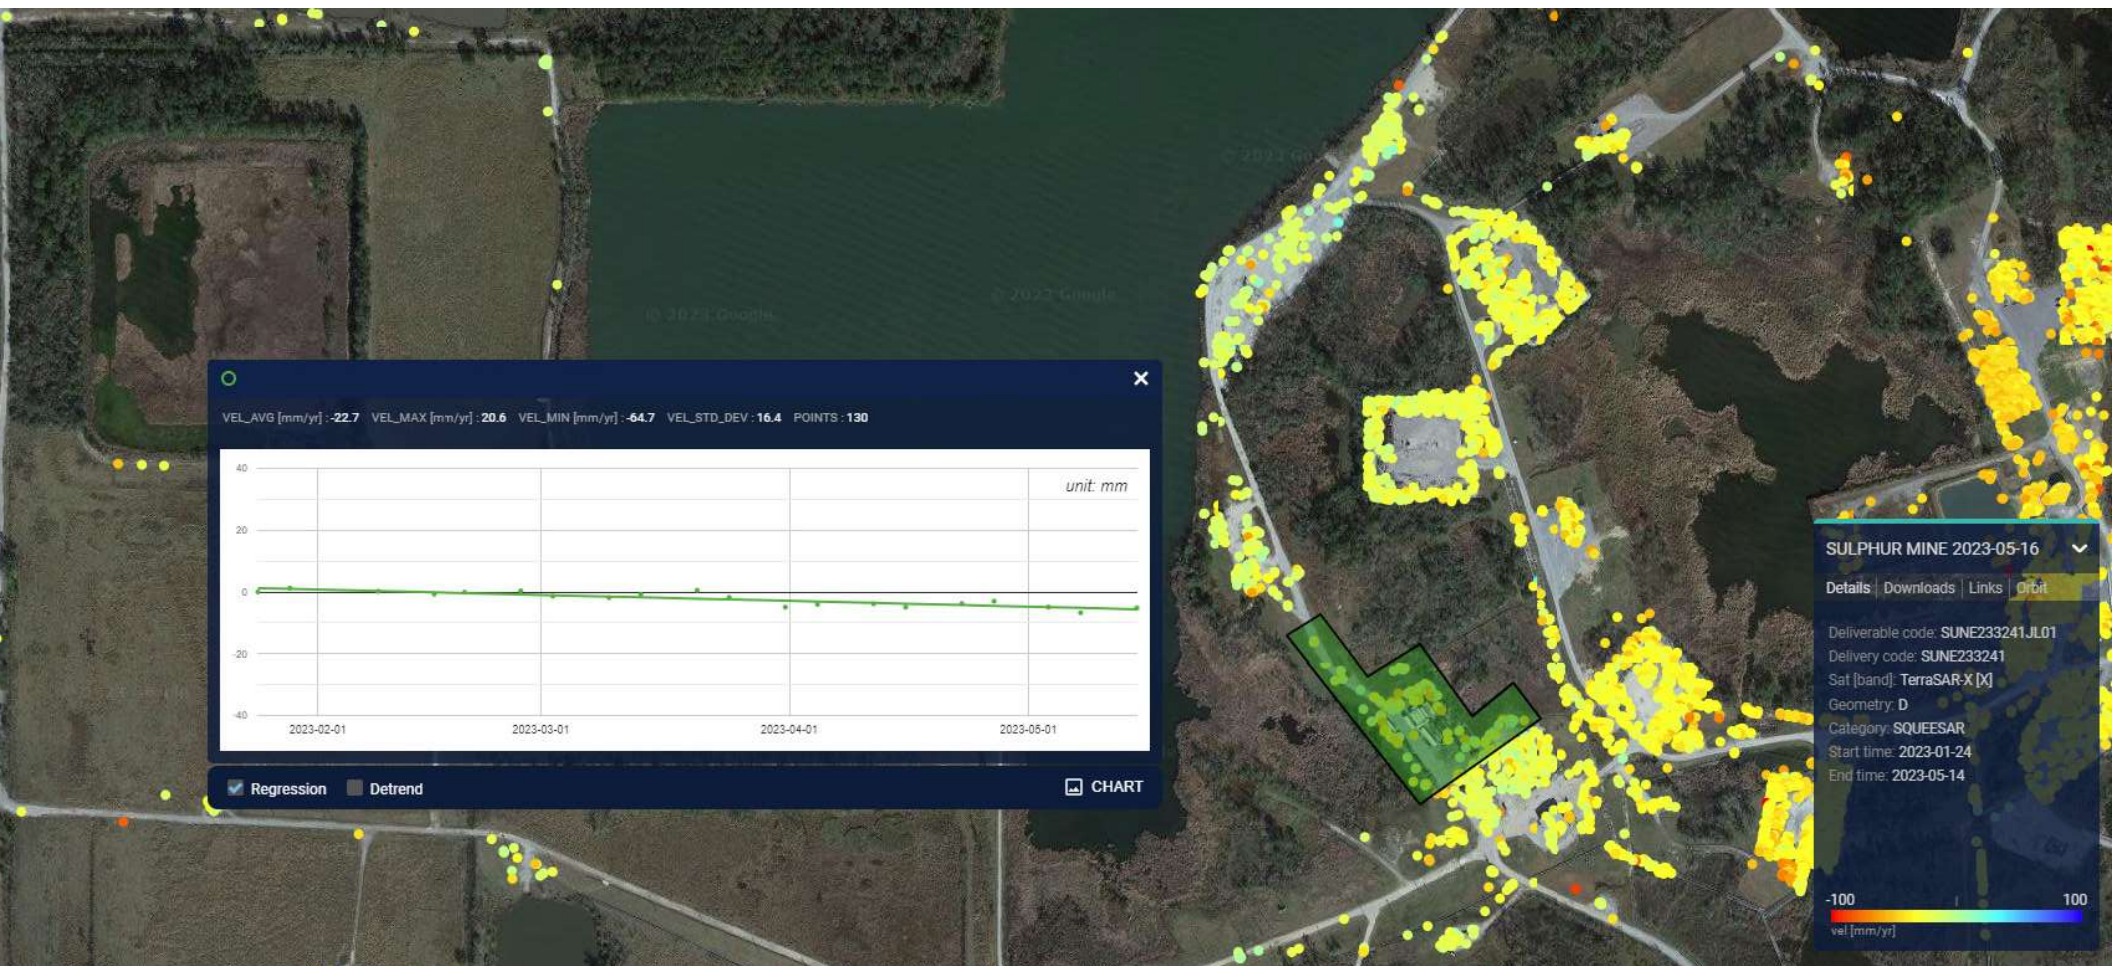 © 2023 Google
© 2023 Google
VEL_AVG [mm/yr] : -22.7 VEL_MAX [mm/yr] : 20.6 VEL_MIN [mm/yr] : -64.7 VEL_STD_DEV : 16.4 POINTS : 130
unit: mm
40
20
0
-20
-40
2023-02-01 2023-03-01 2023-04-01 2023-05-01
Regression Detrend CHART
SULPHUR MINE 2023-05-16
Details Downloads Links Orbit
Deliverable code: SUNE233241JL01
Delivery code: SUNE233241
Sat [band]: TerraSAR-X [X]
Geometry: D
Category: SQUEESAR
Start time: 2023-01-24
End time: 2023-05-14
-100 100
vel [mm/yr]